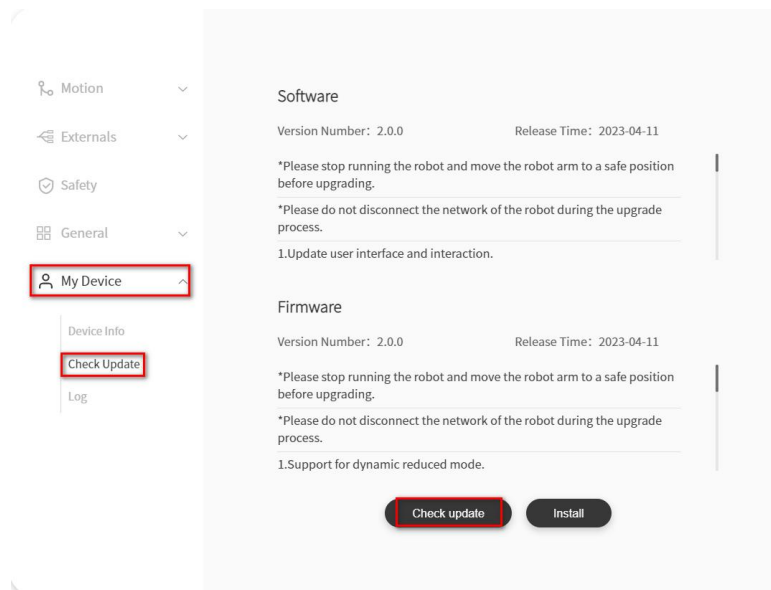 Motion
Externals
Safety
General
My Device
Device Info
Check Update
Log
Software
Version Number: 2.0.0 Release Time: 2023-04-11
*Please stop running the robot and move the robot arm to a safe position
before upgrading.
*Please do not disconnect the network of the robot during the upgrade
process.
1.Update user interface and interaction.
Firmware
Version Number: 2.0.0 Release Time: 2023-04-11
*Please stop running the robot and move the robot arm to a safe position
before upgrading.
*Please do not disconnect the network of the robot during the upgrade
process.
1.Support for dynamic reduced mode.
Check update Install